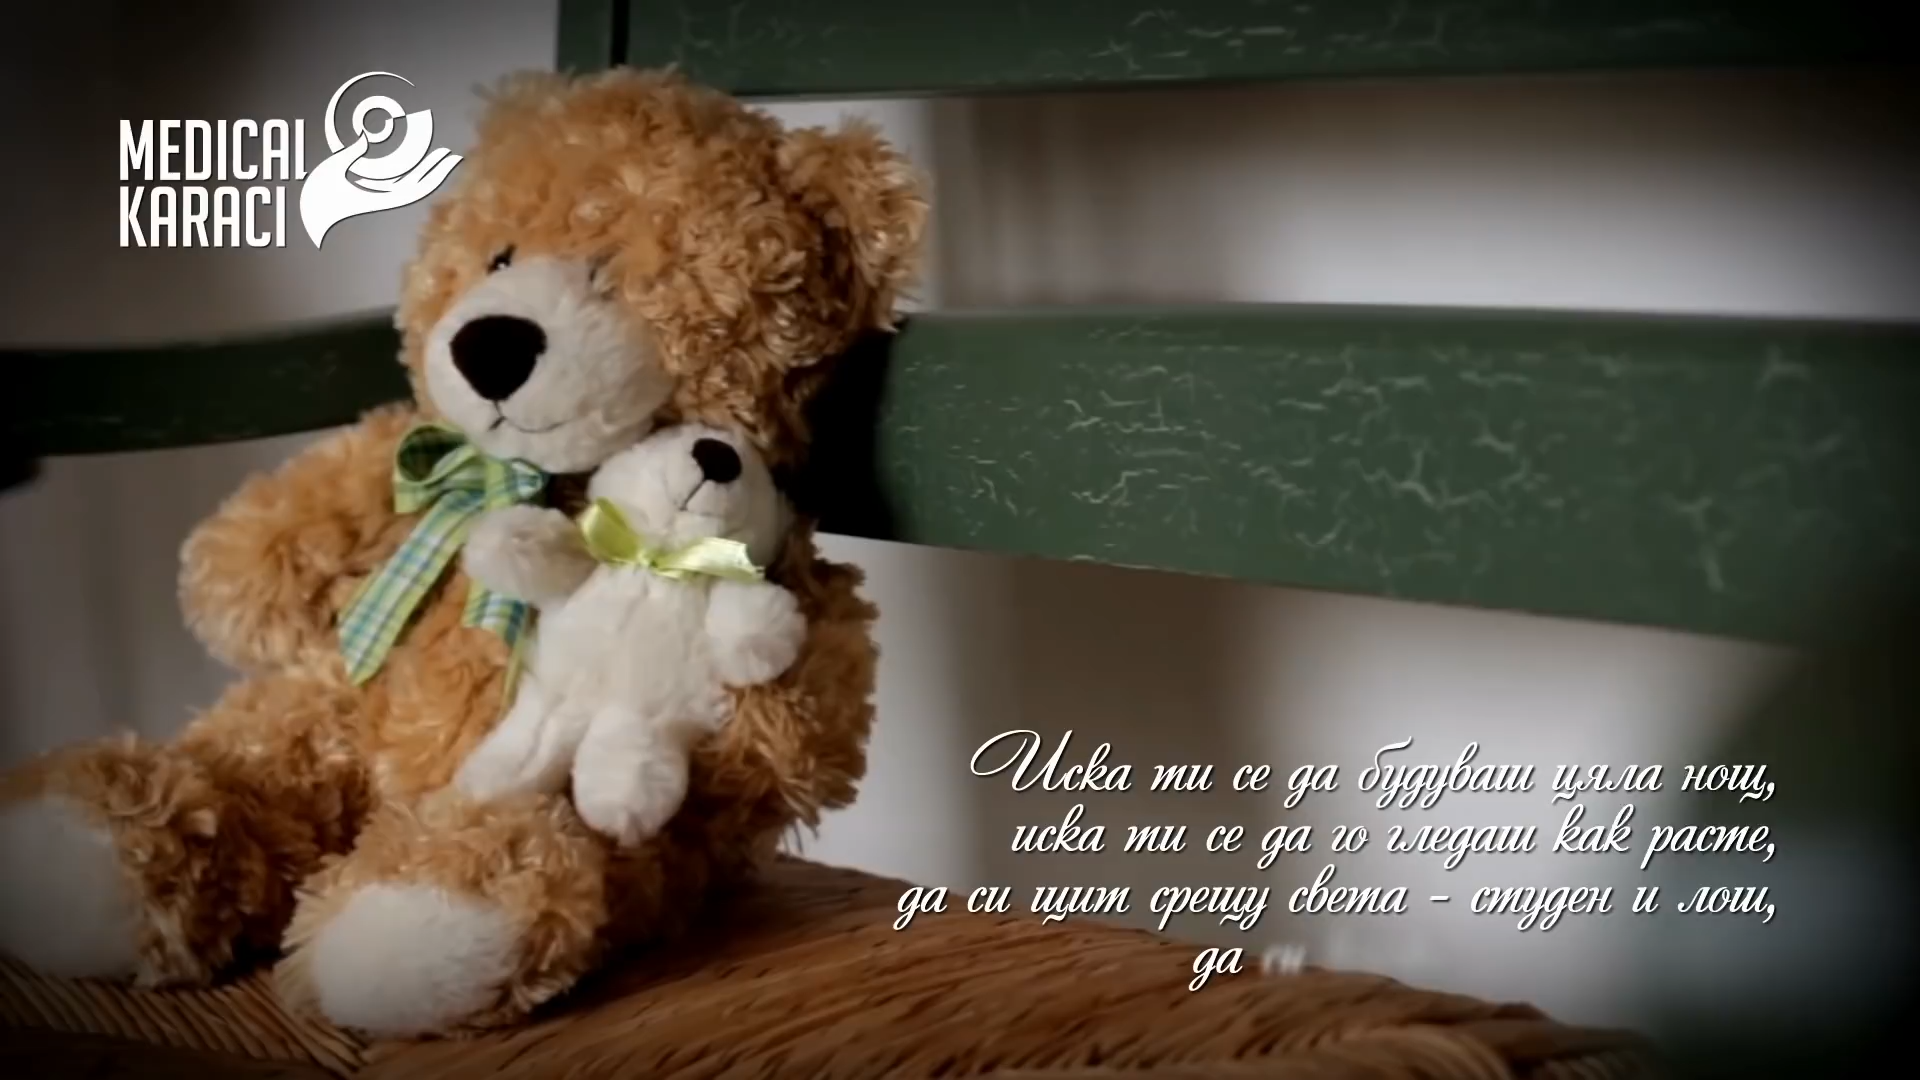 MEDICAL
KARACI
Иска ти се да будуваш цяла нощ,
иска ти се да го гледаш как расте,
да си щит срещу света - студен и лош,
да си